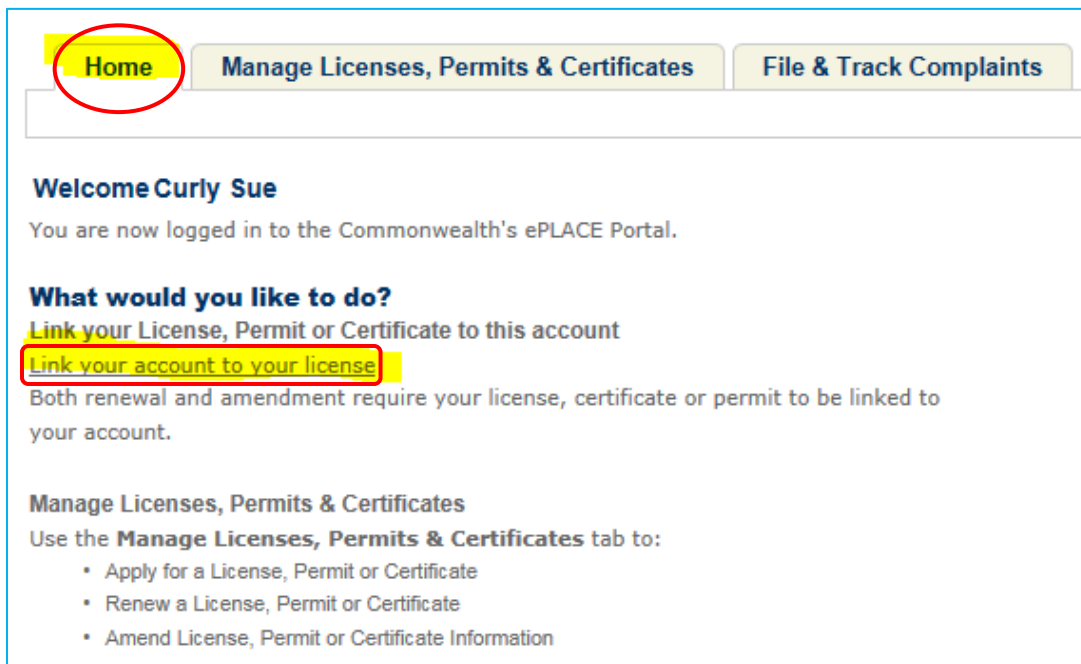 Home Manage Licenses, Permits & Certificates File & Track Complaints
Welcome Curly Sue
You are now logged in to the Commonwealth's ePLACE Portal.
What would you like to do?
Link your License, Permit or Certificate to this account
Link your account to your license
Both renewal and amendment require your license, certificate or permit to be linked to
your account.
Manage Licenses, Permits & Certificates
Use the Manage Licenses, Permits & Certificates tab to:
• Apply for a License, Permit or Certificate
• Renew a License, Permit or Certificate
• Amend License, Permit or Certificate Information